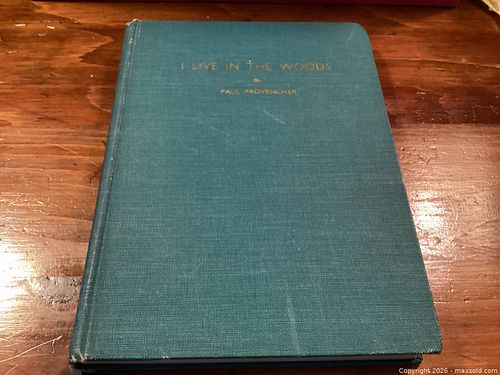 I LIVE IN THE WOODS
By
PAUL PROVENCHER
Copyright 2026 - maxsold.com